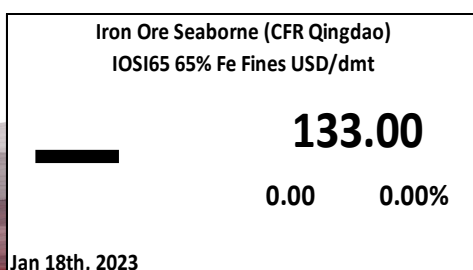 Iron Ore Seaborne (CFR Qingdao)
IOSI65 65% Fe Fines USD/dmt
133.00
0.00 0.00%
Jan 18th, 2023